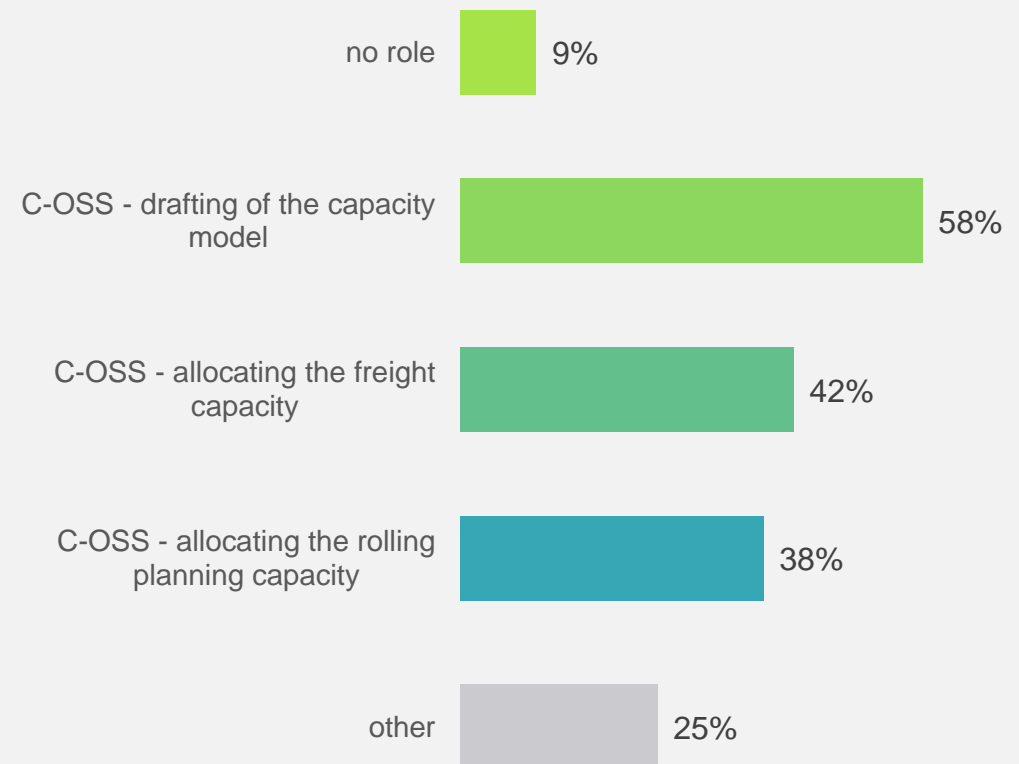 no role
9%
C-OSS - drafting of the capacity
model
58%
C-OSS - allocating the freight
capacity
42%
C-OSS - allocating the rolling
planning capacity
38%
other
25%